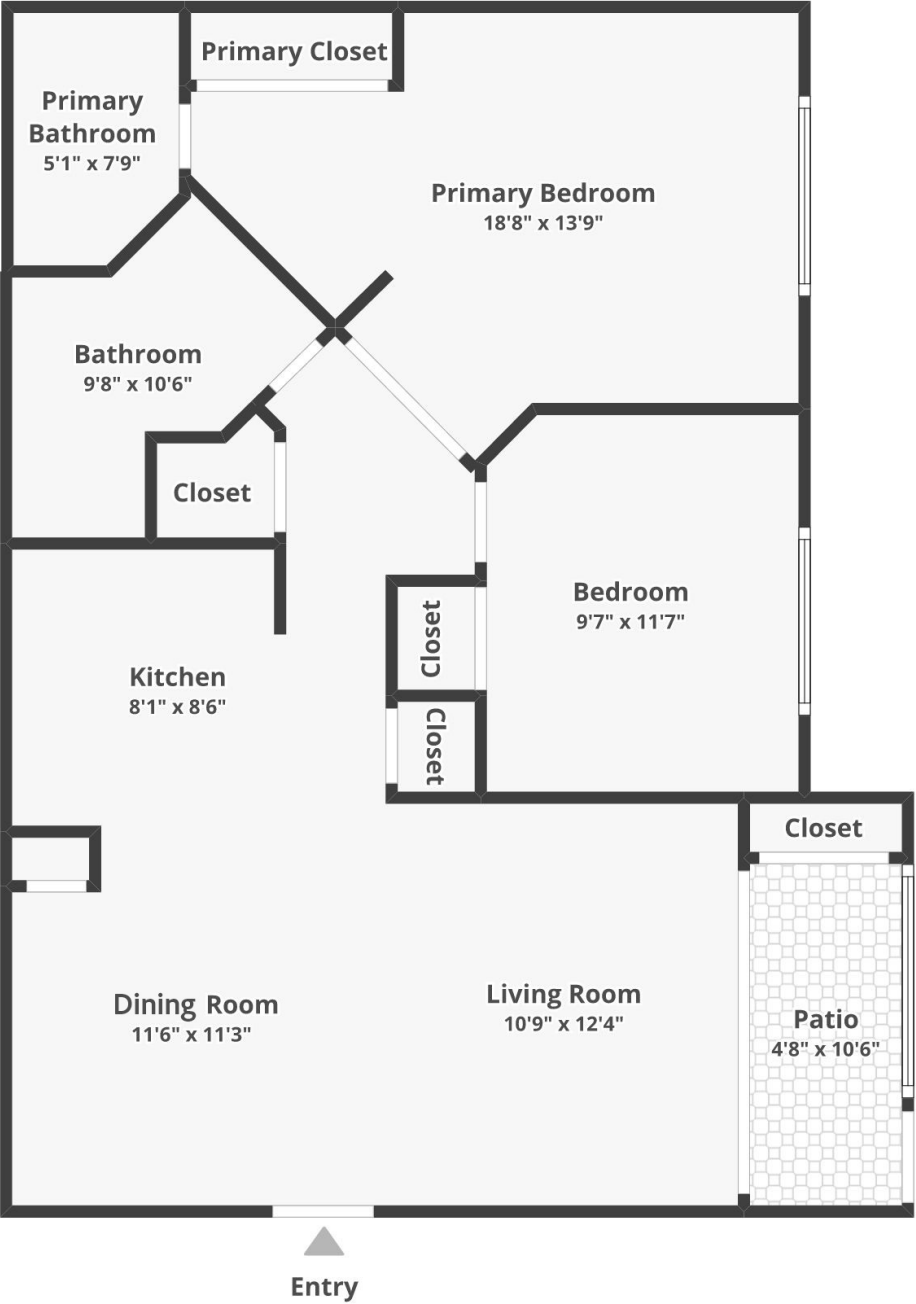 Primary Closet
Primary
Bathroom
5'1" x 7'9"
Primary Bedroom
18'8" x 13'9"
Bathroom
9'8" x 10'6"
Closet
Bedroom
9'7" x 11'7"
Closet
Kitchen
8'1" x 8'6"
Closet
Closet
Dining Room
11'6" x 11'3"
Living Room
10'9" x 12'4"
Patio
4'8" x 10'6"
Entry